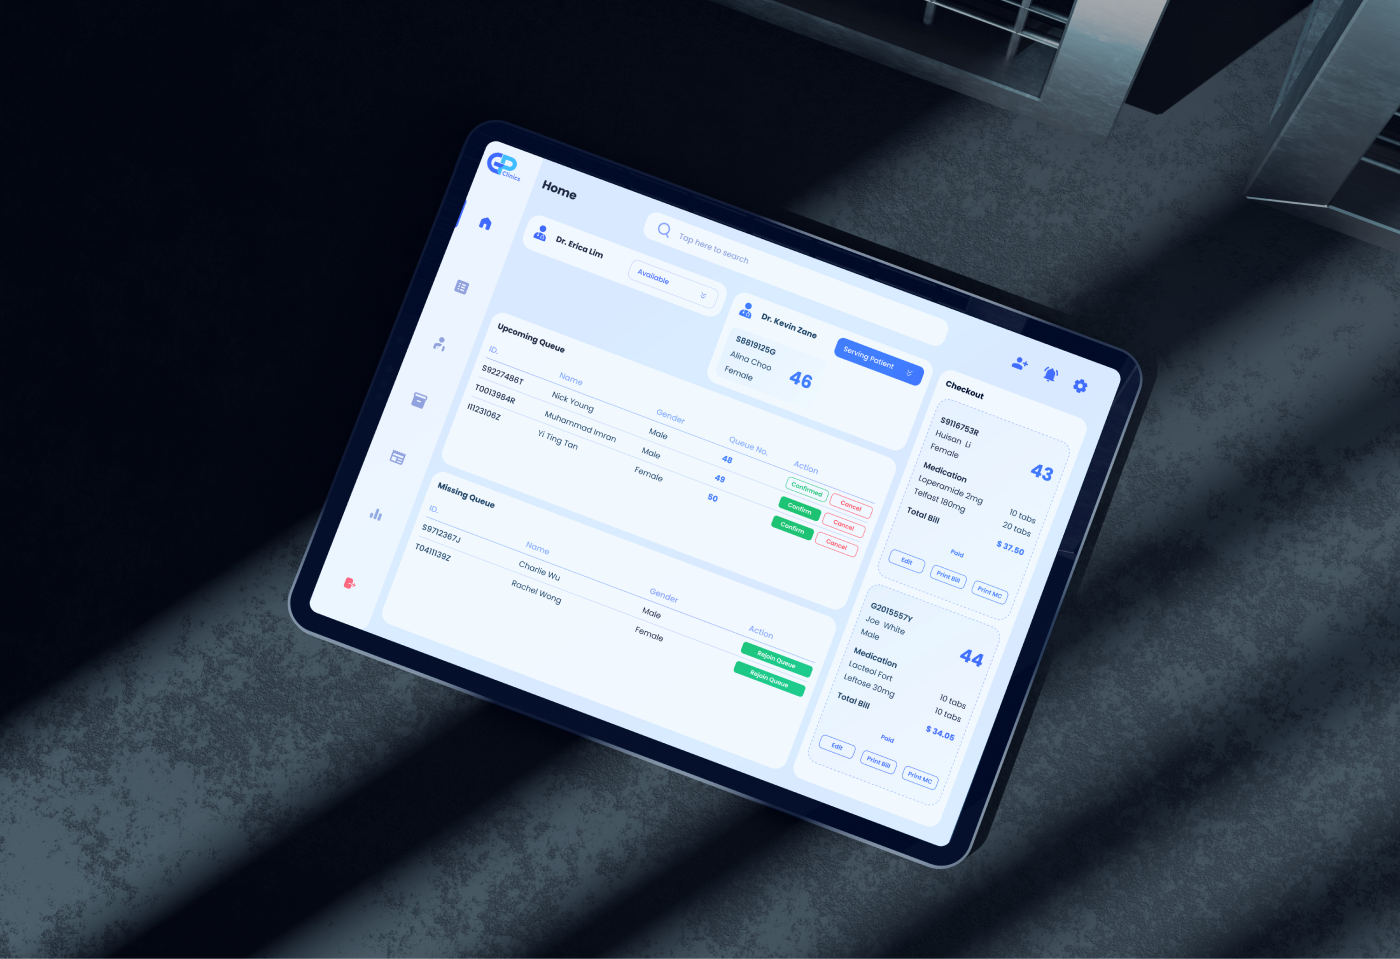 GP
Clinics
Home
Tap here to search
Dr. Erica Lim
Available
Dr. Kevin Zane
Serving Patient
S8819125G
Alina Choo
Female
46
Upcoming Queue
ID. Name Gender Queue No. Action
S9227486T Nick Young Male 48 Confirmed Cancel
T0013984R Muhammad Imran Male 49 Confirm Cancel
I1123106Z Yi Ting Tan Female 50 Confirm Cancel
Missing Queue
ID. Name Gender Action
S9712367J Charlie Wu Male Rejoin Queue
T0411139Z Rachel Wong Female Rejoin Queue
Checkout
S9116753R
Huisan Li
Female
43
Medication
Loperamide 2mg 10 tabs
Telfast 180mg 20 tabs
Total Bill $ 37.50
Paid
Edit Print Bill Print MC
G2015557Y
Joe White
Male
44
Medication
Lacteol Fort 10 tabs
Leftose 30mg 10 tabs
Total Bill $ 34.05
Paid
Edit Print Bill Print MC